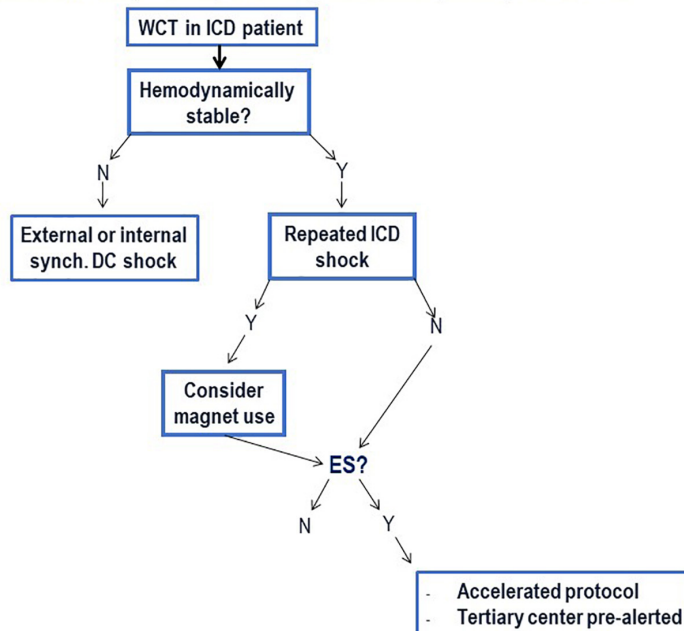 WCT in ICD patient
Hemodynamically
stable?
N
Y
External or internal
synch. DC shock
Repeated ICD
shock
Y
N
Consider
magnet use
ES?
N
Y
- Accelerated protocol
- Tertiary center pre-alerted